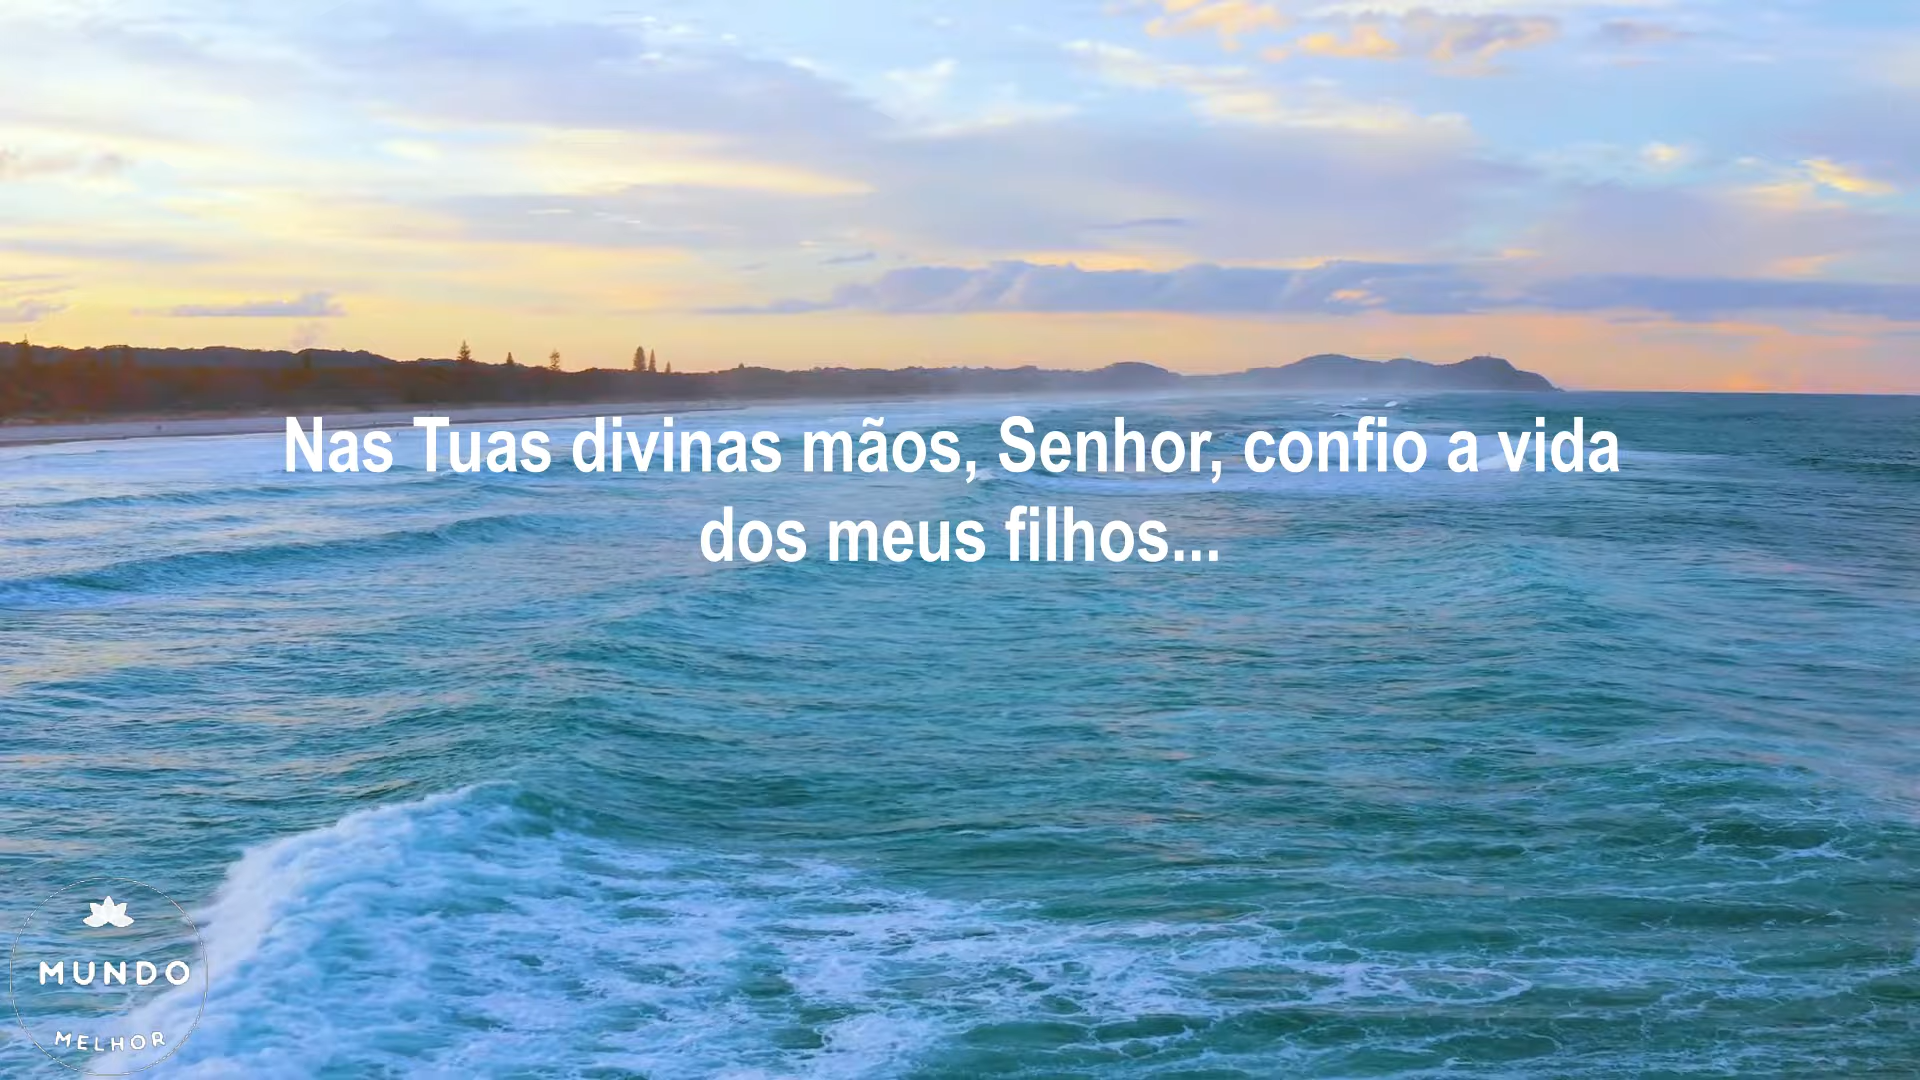 Nas Tuas divinas mãos, Senhor, confio a vida
dos meus filhos...
MUNDO
MELHOR